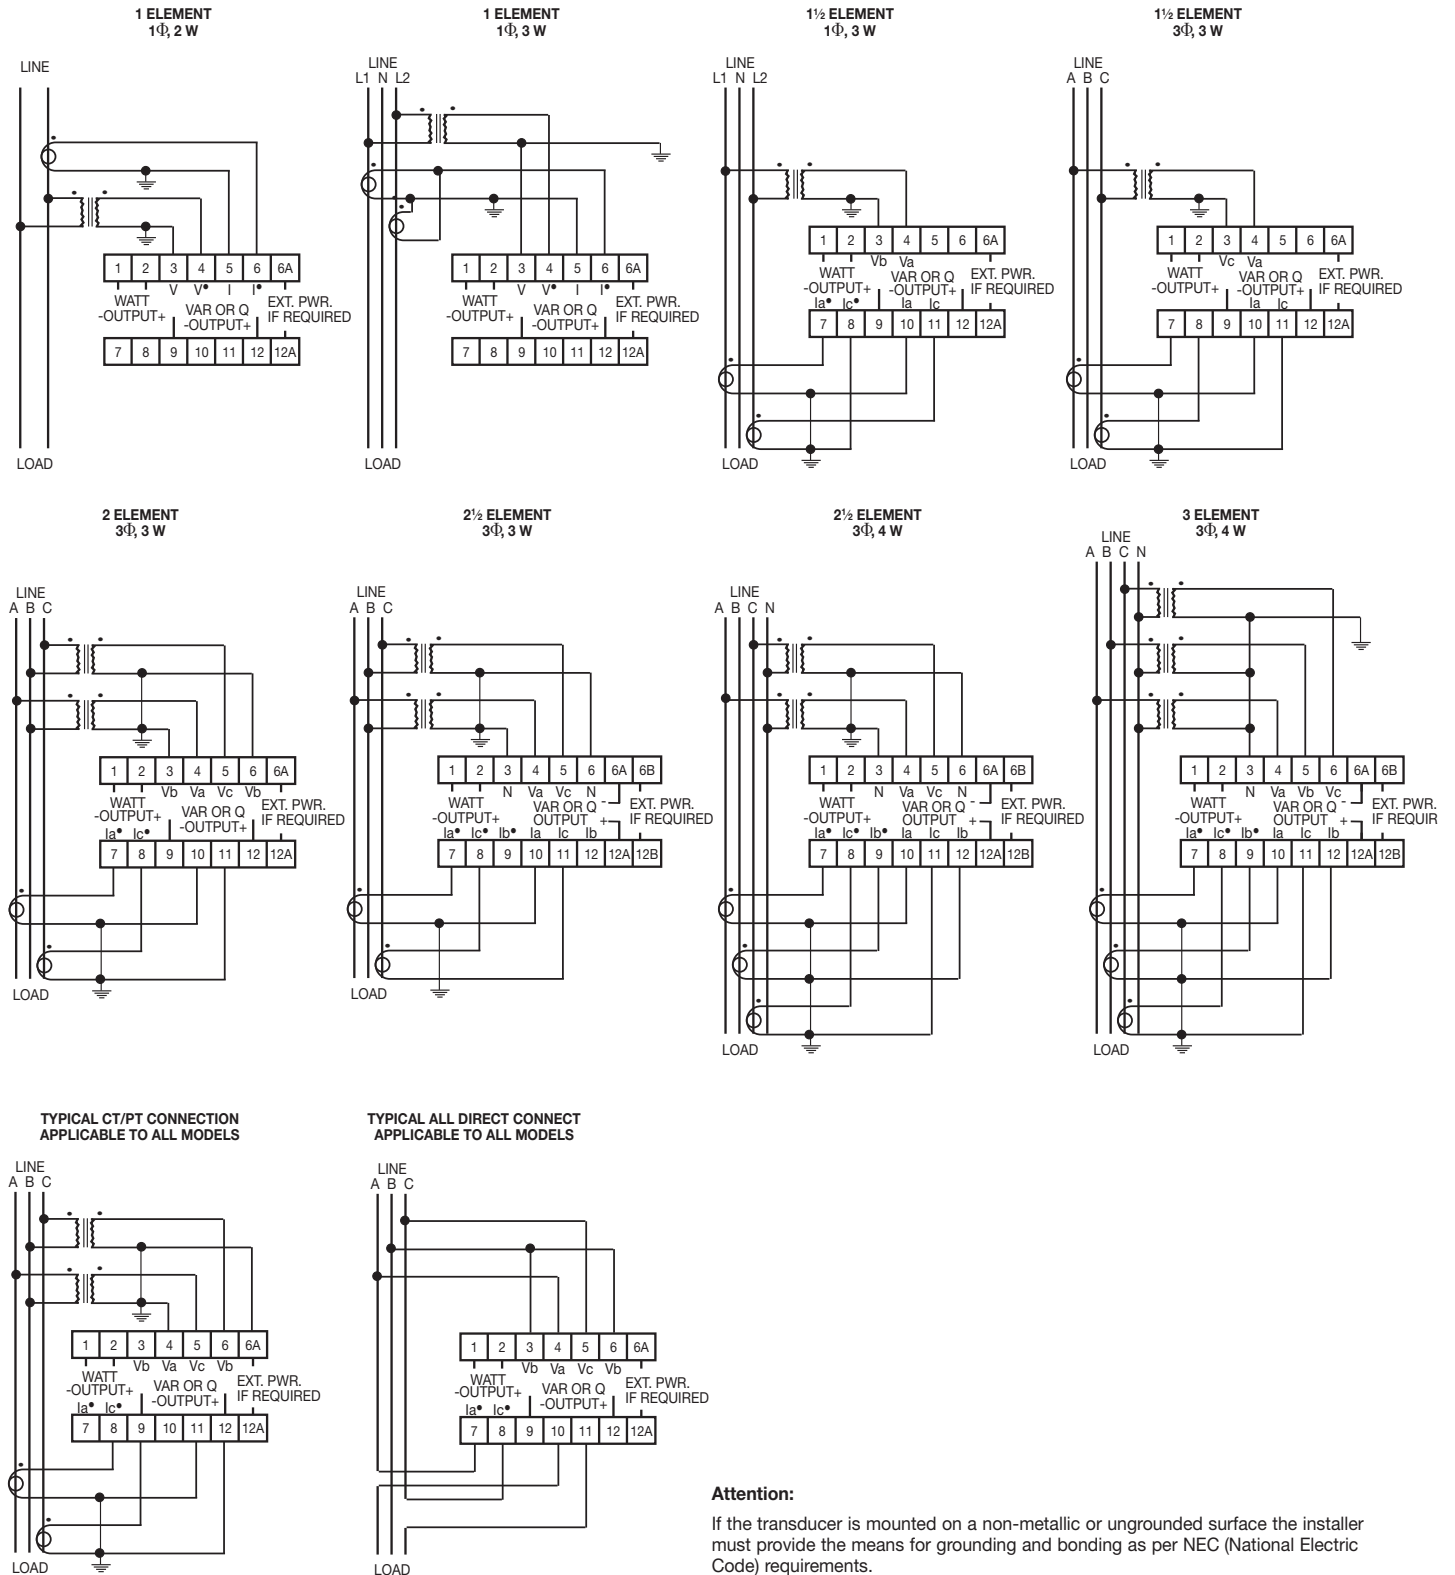 1 ELEMENT
1Φ, 2 W
LINE
1 2 3 4 5 6 6A
V V• I I•
WATT
-OUTPUT+
VAR OR Q
-OUTPUT+
EXT. PWR.
IF REQUIRED
7 8 9 10 11 12 12A
LOAD
1 ELEMENT
1Φ, 3 W
LINE
L1 N L2
1 2 3 4 5 6 6A
V V• I I•
WATT
-OUTPUT+
VAR OR Q
-OUTPUT+
EXT. PWR.
IF REQUIRED
7 8 9 10 11 12 12A
LOAD
1½ ELEMENT
1Φ, 3 W
LINE
L1 N L2
1 2 3 4 5 6 6A
Vb Va
WATT
-OUTPUT+
VAR OR Q
-OUTPUT+
EXT. PWR.
IF REQUIRED
Ia• Ic• Ia Ic
7 8 9 10 11 12 12A
LOAD
1½ ELEMENT
3Φ, 3 W
LINE
A B C
1 2 3 4 5 6 6A
Vc Va
WATT
-OUTPUT+
VAR OR Q
-OUTPUT+
EXT. PWR.
IF REQUIRED
Ia Ic
7 8 9 10 11 12 12A
LOAD
2 ELEMENT
3Φ, 3 W
LINE
A B C
1 2 3 4 5 6 6A
Vb Va Vc Vb
WATT
-OUTPUT+
VAR OR Q
-OUTPUT+
EXT. PWR.
IF REQUIRED
Ia• Ic•
7 8 9 10 11 12 12A
LOAD
2½ ELEMENT
3Φ, 3 W
LINE
A B C
1 2 3 4 5 6 6A 6B
N Va Vc N
WATT
-OUTPUT+
VAR OR Q -
OUTPUT +
EXT. PWR.
IF REQUIRED
Ia• Ic• Ib• Ia Ic Ib
7 8 9 10 11 12 12A 12B
LOAD
2½ ELEMENT
3Φ, 4 W
LINE
A B C N
1 2 3 4 5 6 6A 6B
N Va Vc N
WATT
-OUTPUT+
VAR OR Q -
OUTPUT +
EXT. PWR.
IF REQUIRED
Ia• Ic• Ib• Ia Ic Ib
7 8 9 10 11 12 12A 12B
LOAD
3 ELEMENT
3Φ, 4 W
LINE
A B C N
1 2 3 4 5 6 6A 6B
N Va Vb Vc
WATT
-OUTPUT+
VAR OR Q -
OUTPUT +
EXT. PWR.
IF REQUIR
Ia• Ic• Ib• Ia Ic Ib
7 8 9 10 11 12 12A 12B
LOAD
TYPICAL CT/PT CONNECTION
APPLICABLE TO ALL MODELS
LINE
A B C
1 2 3 4 5 6 6A
Vb Va Vc Vb
WATT
-OUTPUT+
VAR OR Q
-OUTPUT+
EXT. PWR.
IF REQUIRED
Ia• Ic•
7 8 9 10 11 12 12A
LOAD
TYPICAL ALL DIRECT CONNECT
APPLICABLE TO ALL MODELS
LINE
A B C
1 2 3 4 5 6 6A
Vb Va Vc Vb
WATT
-OUTPUT+
VAR OR Q
-OUTPUT+
EXT. PWR.
IF REQUIRED
Ia• Ic•
7 8 9 10 11 12 12A
LOAD
Attention:
If the transducer is mounted on a non-metallic or ungrounded surface the installer
must provide the means for grounding and bonding as per NEC (National Electric
Code) requirements.